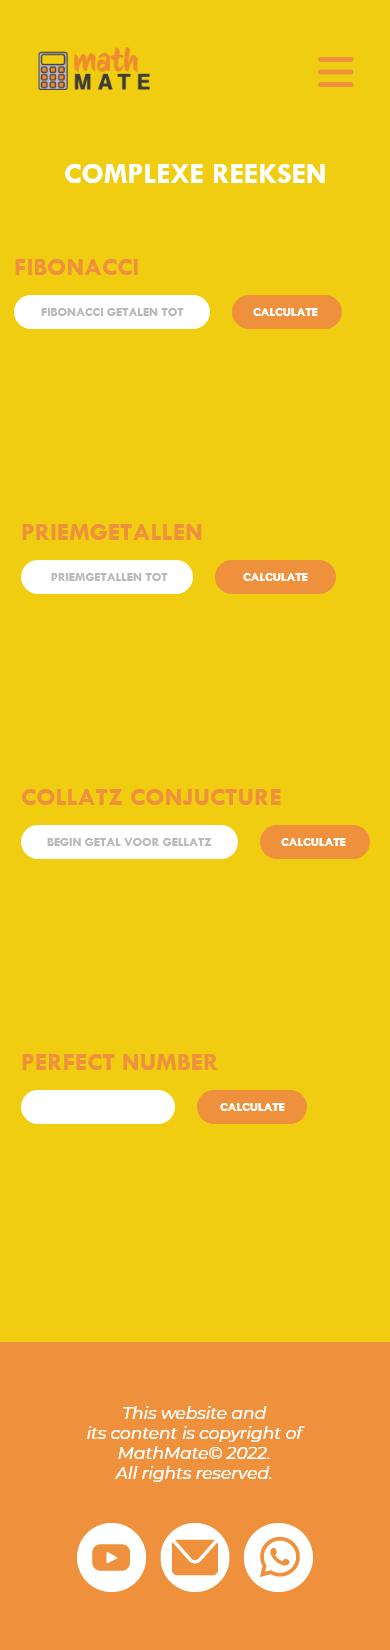 math
MATE
COMPLEXE REEKSEN
FIBONACCI
FIBONACCI GETALEN TOT
CALCULATE
PRIEMGETALLEN
PRIEMGETALLEN TOT
CALCULATE
COLLATZ CONJUCTURE
BEGIN GETAL VOOR GELLATZ
CALCULATE
PERFECT NUMBER
CALCULATE
This website and
its content is copyright of
MathMate© 2022.
All rights reserved.